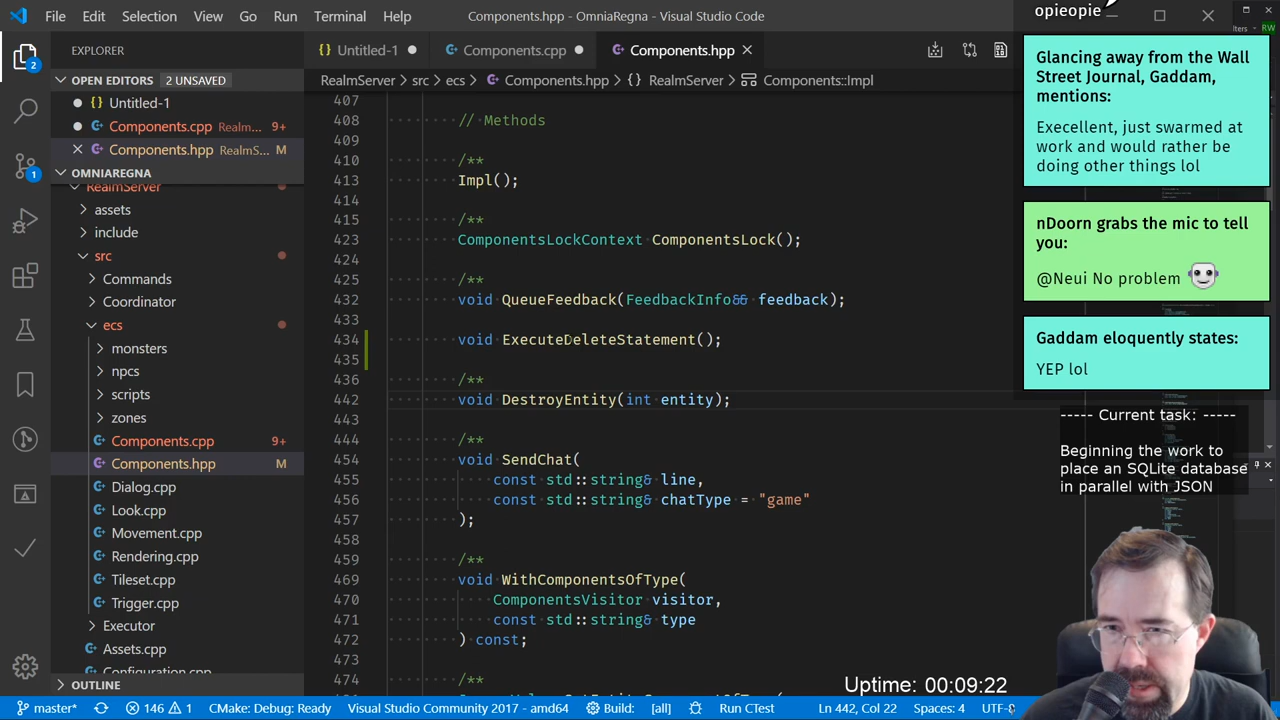 File Edit Selection View Go Run Terminal Help
Components.hpp - OmniaRegna - Visual Studio Code
opieopie
EXPLORER
Untitled-1
Components.cpp
Components.hpp
RealmServer > src > ecs > Components.hpp > {} RealmServer > Components::Impl
OPEN EDITORS 2 UNSAVED
{} Untitled-1
Components.cpp Realm... 9+
Components.hpp RealmS... M
OMNIAREGNA
RealmServer
assets
include
src
Commands
Coordinator
ecs
monsters
npcs
scripts
zones
Components.cpp 9+
Components.hpp M
Dialog.cpp
Look.cpp
Movement.cpp
Rendering.cpp
Tileset.cpp
Trigger.cpp
Executor
Assets.cpp
Configuration.cpp
OUTLINE
2
1
407
408 // Methods
409
410 /**
413 Impl();
414
415 /**
423 ComponentsLockContext ComponentsLock();
424
425 /**
432 void QueueFeedback(FeedbackInfo&& feedback);
433
434 void ExecuteDeleteStatement();
435
436 /**
442 void DestroyEntity(int entity);
443
444 /**
454 void SendChat(
455 const std::string& line,
456 const std::string& chatType = "game"
457 );
458
459 /**
469 void WithComponentsOfType(
470 ComponentsVisitor visitor,
471 const std::string& type
472 ) const;
473
474 /**
Glancing away from the Wall
Street Journal, Gaddam,
mentions:
Execellent, just swarmed at
work and would rather be
doing other things lol
nDoorn grabs the mic to tell
you:
@Neui No problem
Gaddam eloquently states:
YEP lol
----- Current task: -----
Beginning the work to
place an SQLite database
in parallel with JSON
Uptime: 00:09:22
master* 146 1 CMake: Debug: Ready Visual Studio Community 2017 - amd64 Build: [all] Run CTest Ln 442, Col 22 Spaces: 4